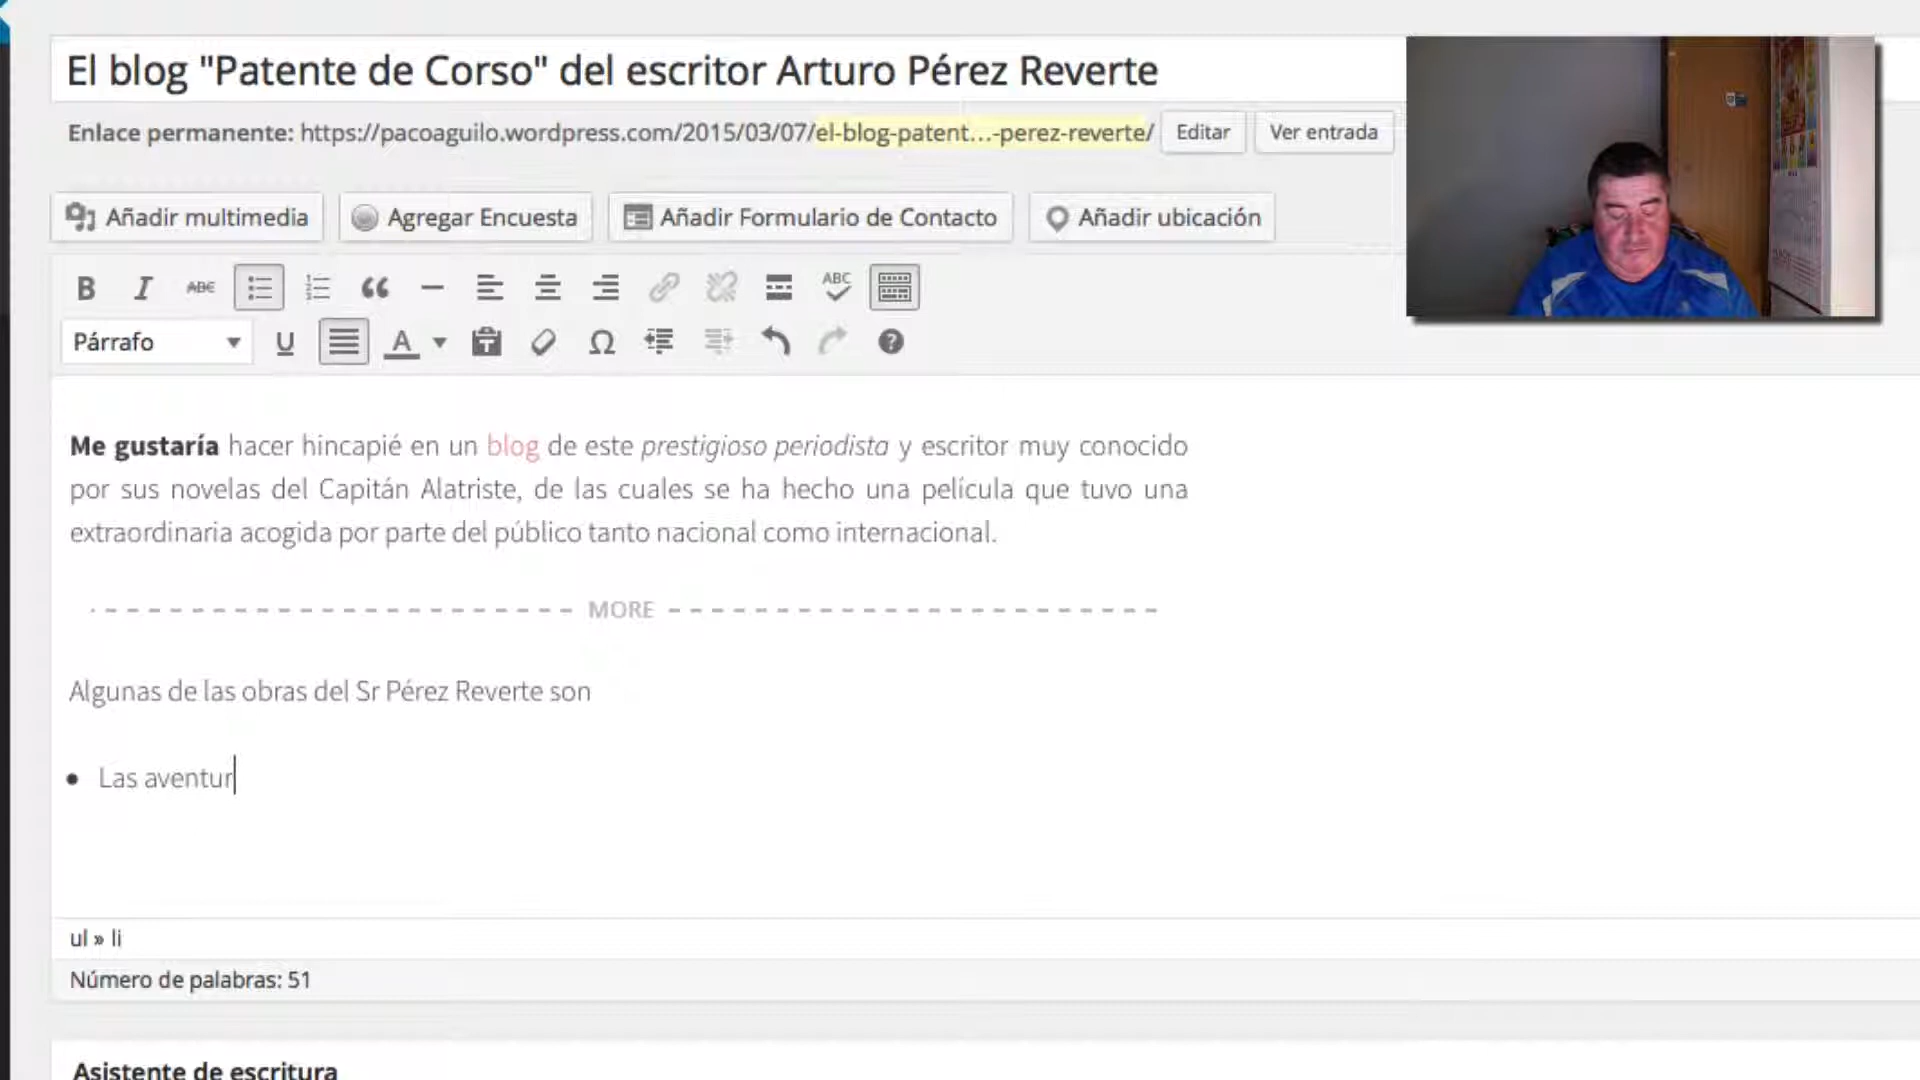 El blog "Patente de Corso" del escritor Arturo Pérez Reverte
Enlace permanente: https://pacoaguilo.wordpress.com/2015/03/07/el-blog-patent...-perez-reverte/ Editar Ver entrada
Añadir multimedia Agregar Encuesta Añadir Formulario de Contacto Añadir ubicación
B I ABC ABC
Párrafo U A Ω ?
Me gustaría hacer hincapié en un blog de este prestigioso periodista y escritor muy conocido
por sus novelas del Capitán Alatriste, de las cuales se ha hecho una película que tuvo una
extraordinaria acogida por parte del público tanto nacional como internacional.
MORE
Algunas de las obras del Sr Pérez Reverte son
• Las aventur
ul » li
Número de palabras: 51
Asistente de escritura